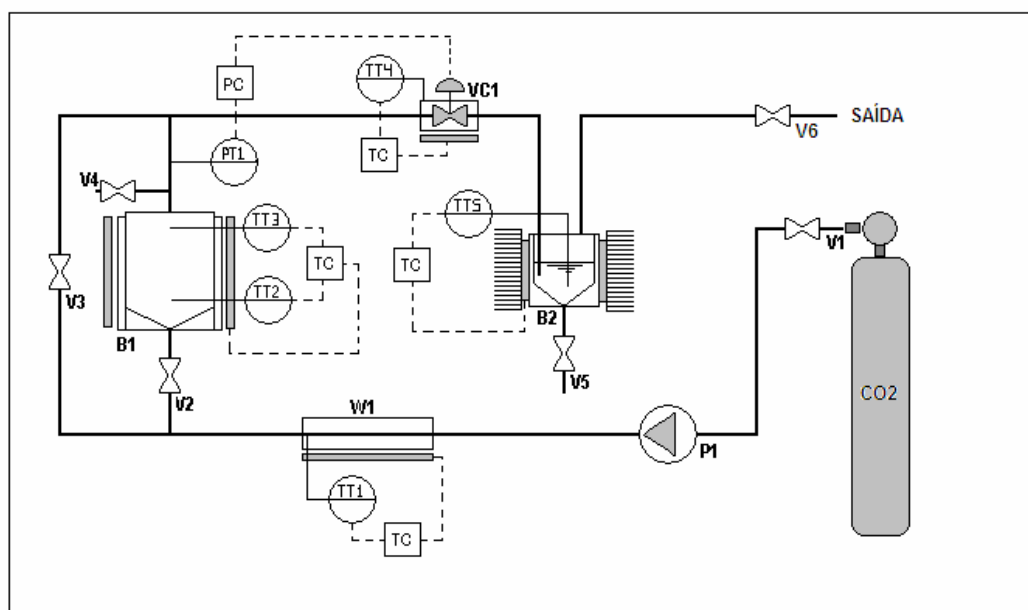 TT4
VC1
PC
V6
SAÍDA
PT1
TC
V4
TT5
TT3
V1
TC
TC
TT2
V3
B1
B2
V2
V5
CO2
W1
P1
TT1
TC